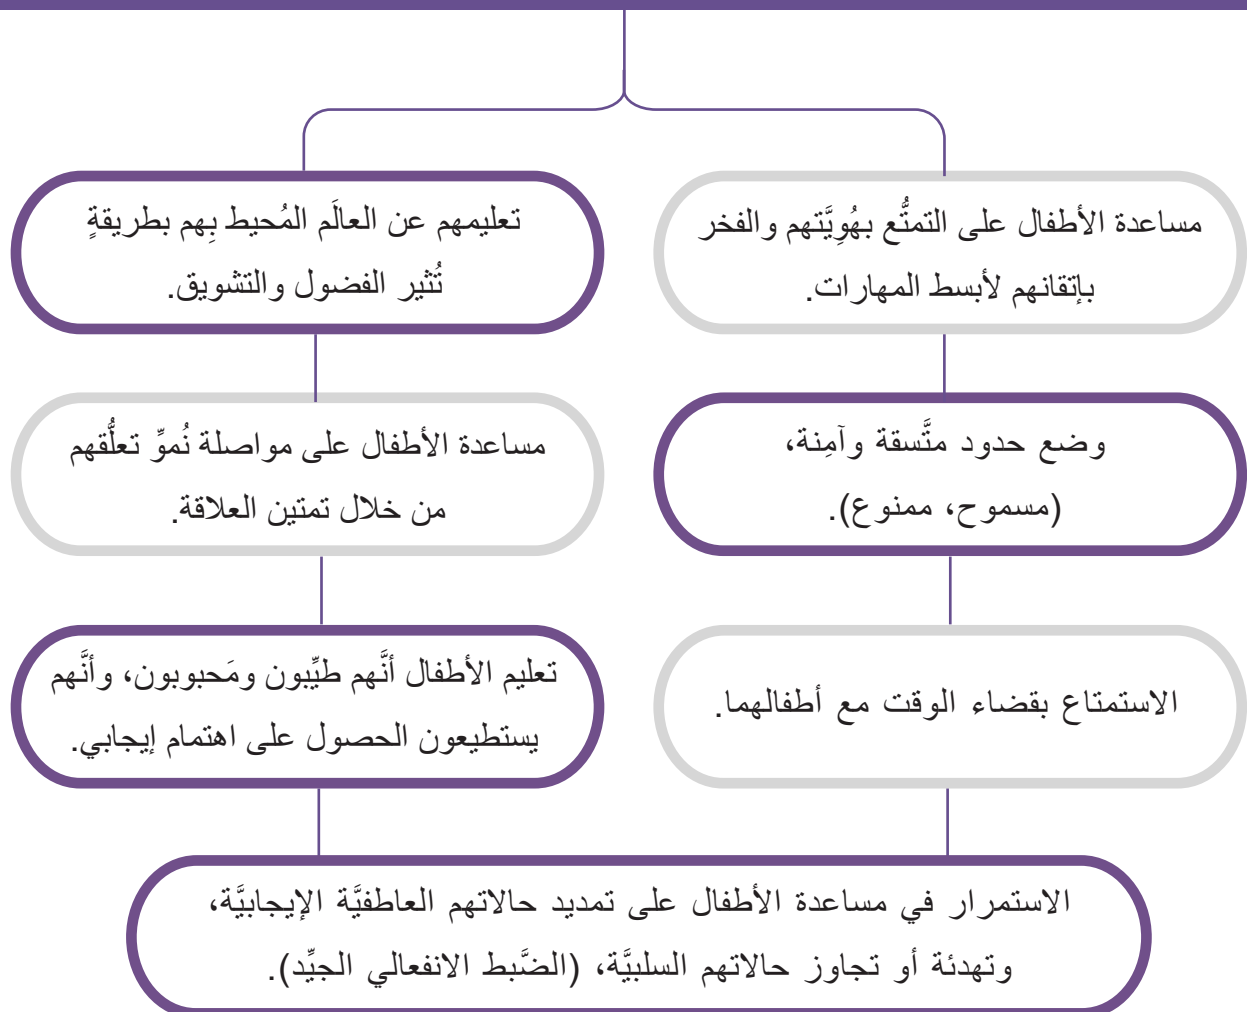 مساعدة الأطفال على التمتُّع بهُوِيَّتهم والفخر
بإتقانهم لأبسط المهارات.
تعليمهم عن العالَم المُحيط بِهم بطريقةٍ
تُثير الفضول والتشويق.
وضع حدود متَّسقة وآمِنة،
(مسموح، ممنوع).
مساعدة الأطفال على مواصلة نُموِّ تعلُّقهم
من خلال تمتين العلاقة.
الاستمتاع بقضاء الوقت مع أطفالهما.
تعليم الأطفال أنَّهم طيِّبون ومَحبوبون، وأنَّهم
يستطيعون الحصول على اهتمام إيجابي.
الاستمرار في مساعدة الأطفال على تمديد حالاتهم العاطفيَّة الإيجابيَّة،
وتهدئة أو تجاوز حالاتهم السلبيَّة، (الضَّبط الانفعالي الجيِّد).